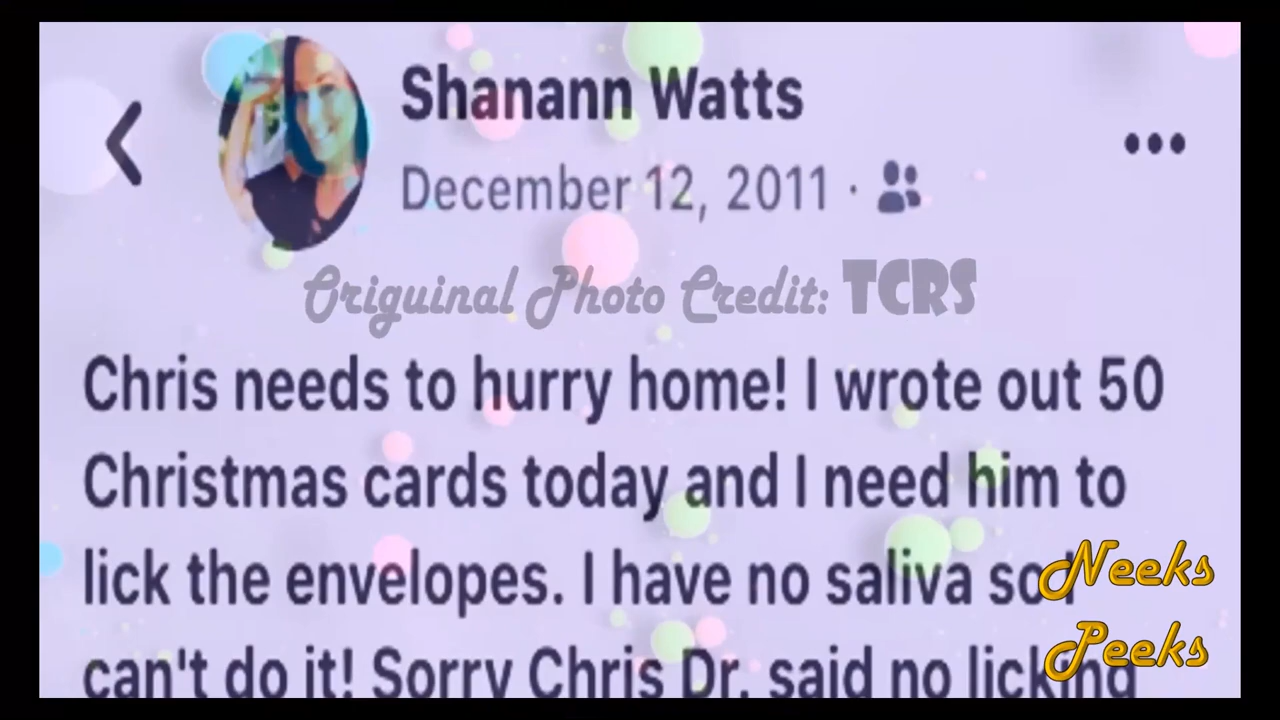 Shanann Watts
December 12, 2011 ·
Origuinal Photo Credit: TCRS
Chris needs to hurry home! I wrote out 50
Christmas cards today and I need him to
lick the envelopes. I have no saliva so I
can't do it! Sorry Chris Dr. said no licking
Neeks
Peeks